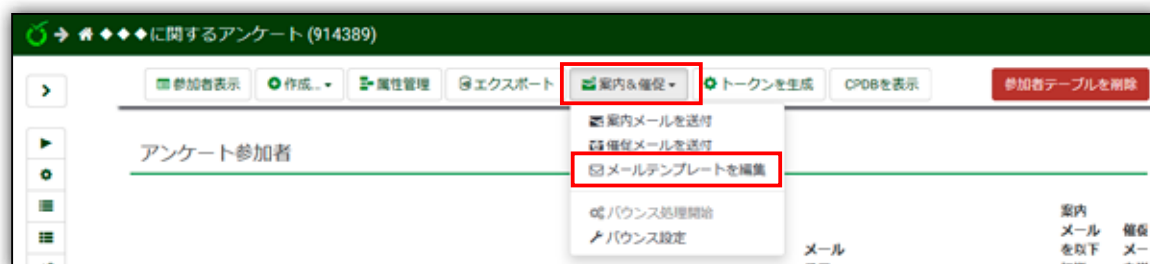 ◆◆◆に関するアンケート (914389)
参加者表示 作成... 属性管理 エクスポート 案内&催促 トークンを生成 CPDBを表示 参加者テーブルを削除
案内メールを送付
催促メールを送付
アンケート参加者
メールテンプレートを編集
バウンス処理開始
バウンス設定
案内
メール 催促
メール を以下 メー